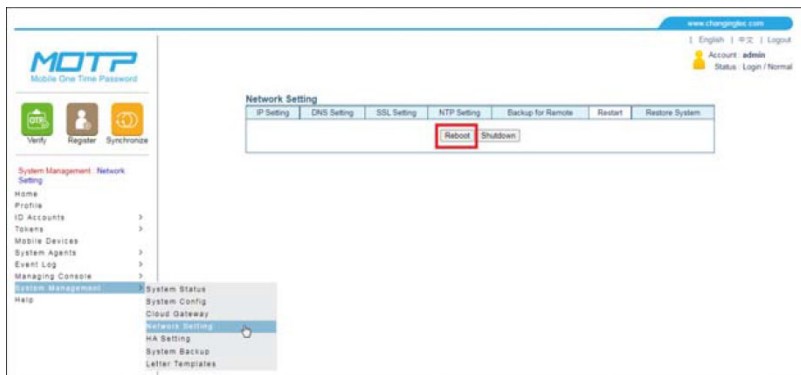 www.changingtec.com
| English | 中文 | Logout
Account : admin
Status : Login / Normal
MOTP
Mobile One Time Password
OTP
Verify Register Synchronize
Network Setting
IP Setting DNS Setting SSL Setting NTP Setting Backup for Remote Restart Restore System
Reboot Shutdown
System Management : Network
Setting
Home
Profile
ID Accounts >
Tokens >
Mobile Devices
System Agents >
Event Log >
Managing Console >
System Management >
Help
System Status
System Config
Cloud Gateway
Network Setting
HA Setting
System Backup
Letter Templates